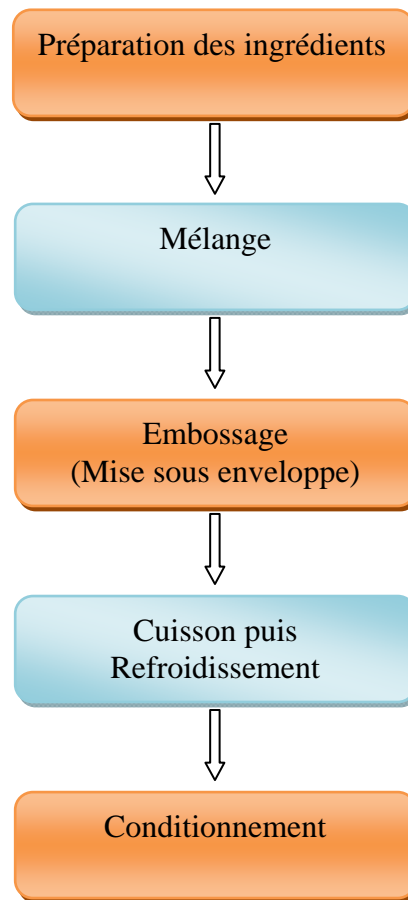 Préparation des ingrédients
Mélange
Embossage
(Mise sous enveloppe)
Cuisson puis
Refroidissement
Conditionnement